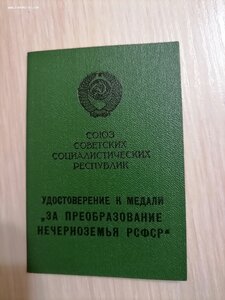 СОЮЗ
СОВЕТСКИХ
СОЦИАЛИСТИЧЕСКИХ
РЕСПУБЛИК
УДОСТОВЕРЕНИЕ К МЕДАЛИ
„ЗА ПРЕОБРАЗОВАНИЕ
НЕЧЕРНОЗЕМЬЯ РСФСР“